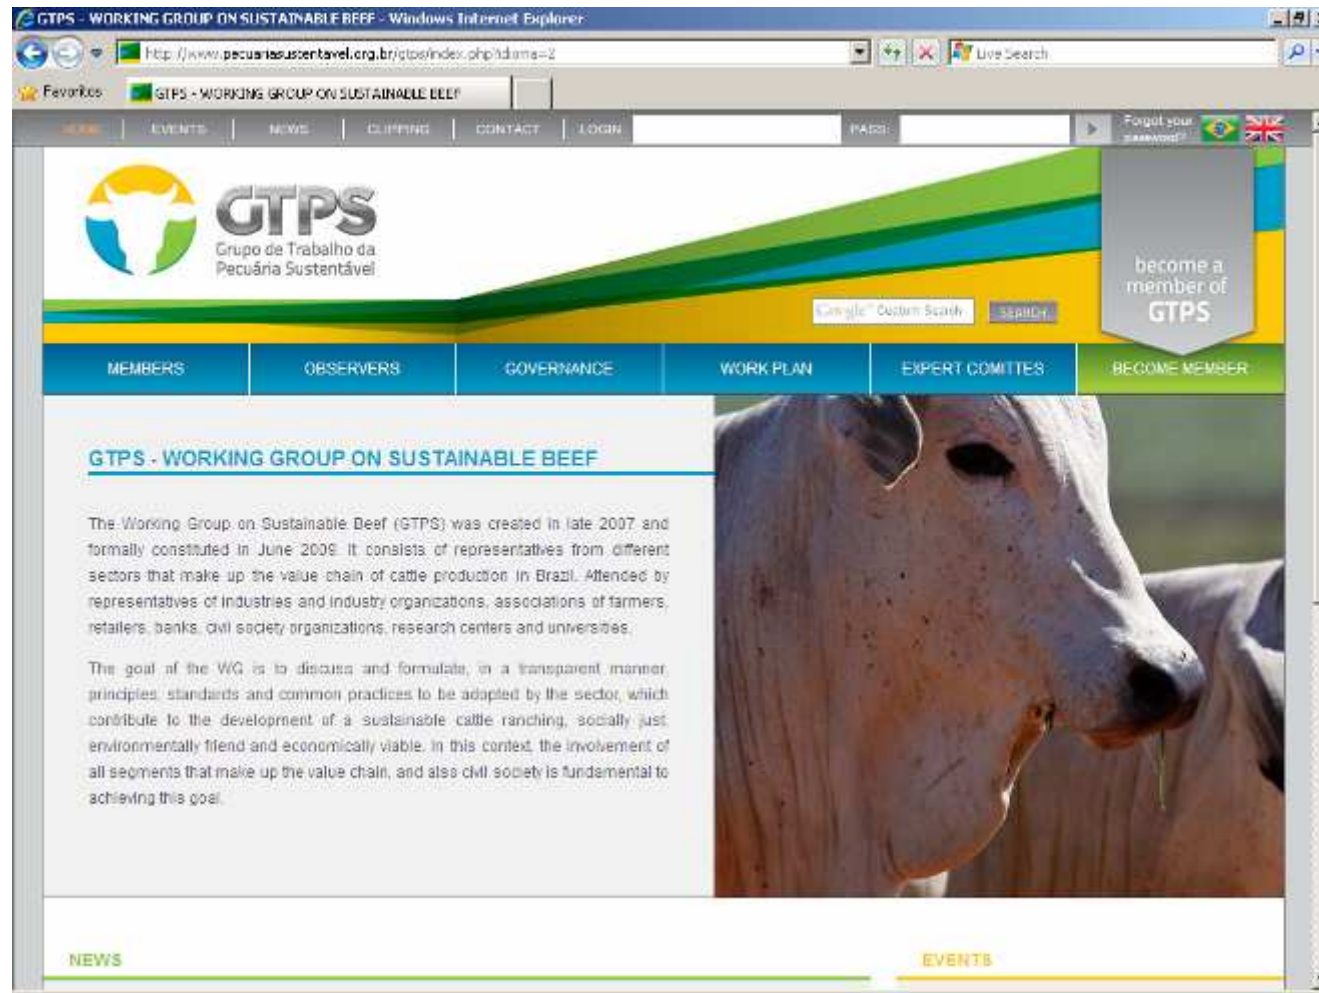 GTPS - WORKING GROUP ON SUSTAINABLE BEEF - Windows Internet Explorer
http://www.pecuariasustentavel.org.br/gtps/index.php?idioma=2
Live Search
Favorites
GTPS - WORKING GROUP ON SUSTAINABLE BEEF
HOME EVENTS NEWS CLIPPING CONTACT LOGIN PASS: Forgot your
password?
GTPS
Grupo de Trabalho da
Pecuária Sustentável
become a
member of
GTPS
Google™ Custom Search SEARCH
MEMBERS OBSERVERS GOVERNANCE WORK PLAN EXPERT COMITTES BECOME MEMBER
GTPS - WORKING GROUP ON SUSTAINABLE BEEF
The Working Group on Sustainable Beef (GTPS) was created in late 2007 and
formally constituted in June 2009. It consists of representatives from different
sectors that make up the value chain of cattle production in Brazil. Attended by
representatives of industries and industry organizations, associations of farmers,
retailers, banks, civil society organizations, research centers and universities.
The goal of the WG is to discuss and formulate, in a transparent manner,
principles, standards and common practices to be adopted by the sector, which
contribute to the development of a sustainable cattle ranching, socially just,
environmentally friend and economically viable. In this context, the involvement of
all segments that make up the value chain, and also civil society is fundamental to
achieving this goal.
NEWS
EVENTS